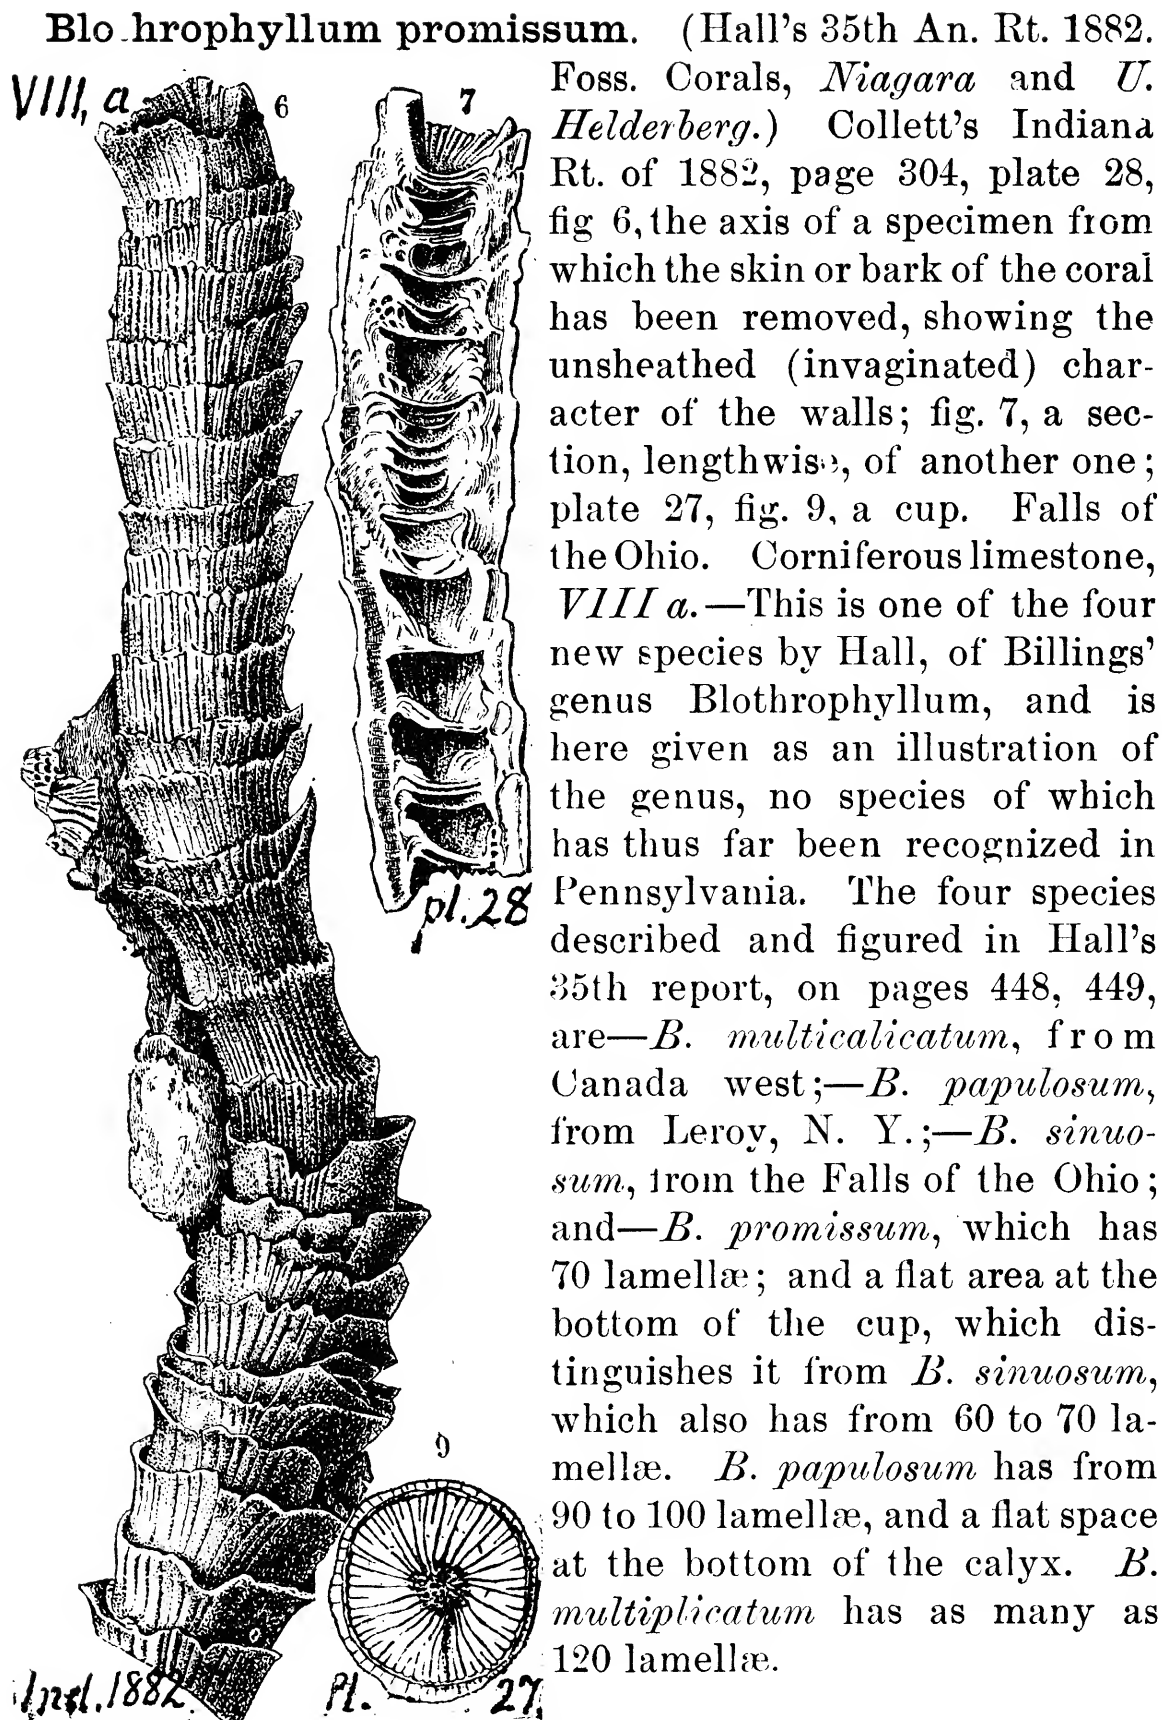 Blo hrophyllum promissum. (Hall's 35th An. Rt. 1882.
VIII, a
6
7
Foss. Corals, Niagara and U.
Helderberg.) Collett's Indiana
Rt. of 1882, page 304, plate 28,
fig 6, the axis of a specimen from
which the skin or bark of the coral
has been removed, showing the
unsheathed (invaginated) char-
acter of the walls; fig. 7, a sec-
tion, lengthwise, of another one;
plate 27, fig. 9, a cup. Falls of
the Ohio. Corniferous limestone,
VIII a.—This is one of the four
new species by Hall, of Billings'
genus Blothrophyllum, and is
here given as an illustration of
the genus, no species of which
has thus far been recognized in
Pennsylvania. The four species
described and figured in Hall's
35th report, on pages 448, 449,
are—B. multicalicatum, from
Canada west;—B. papulosum,
from Leroy, N. Y.;—B. sinuo-
sum, from the Falls of the Ohio;
and—B. promissum, which has
70 lamellæ; and a flat area at the
bottom of the cup, which dis-
tinguishes it from B. sinuosum,
which also has from 60 to 70 la-
mellæ. B. papulosum has from
90 to 100 lamellæ, and a flat space
at the bottom of the calyx. B.
multiplicatum has as many as
120 lamellæ.
pl. 28
9
Ind. 1882
Pl. 27